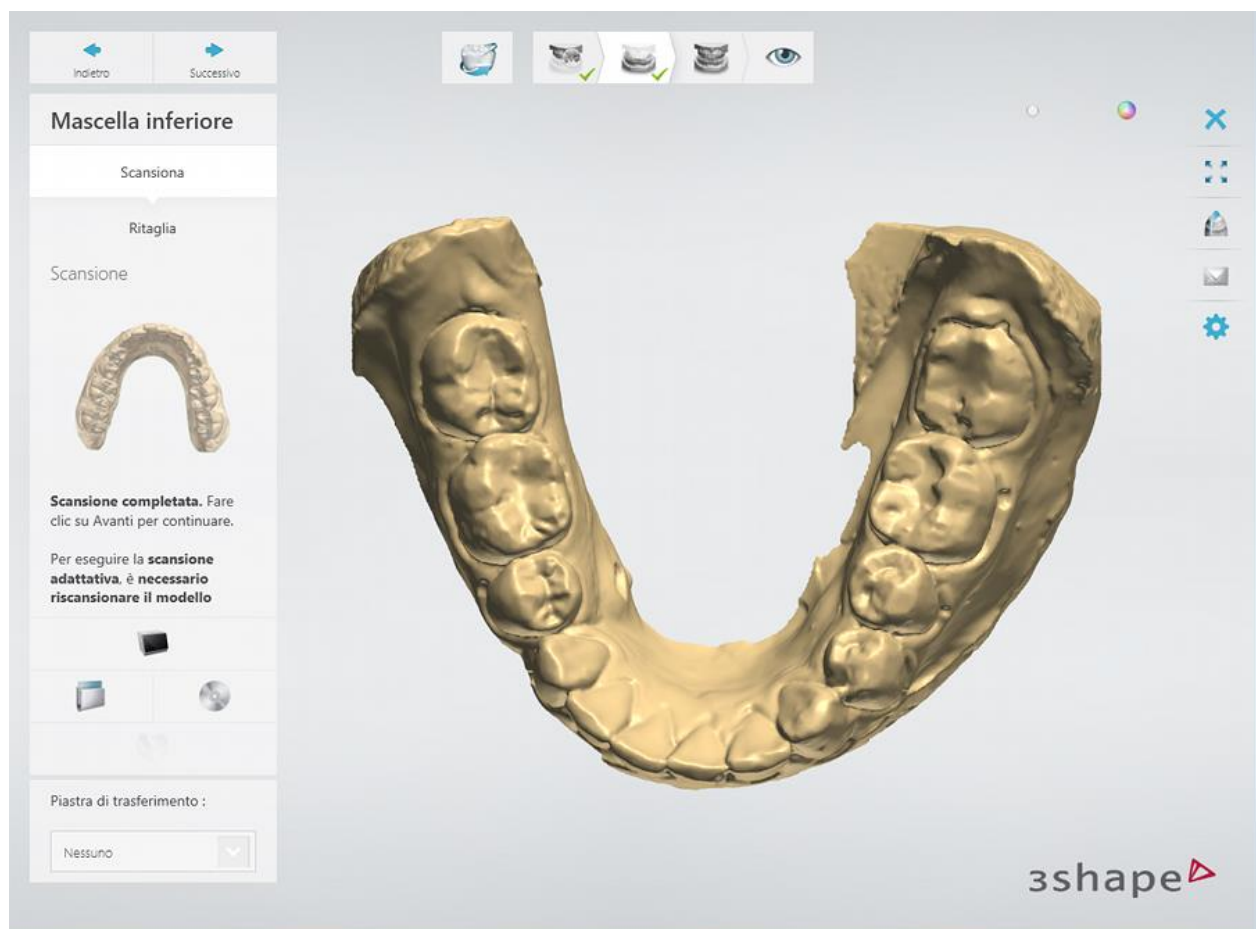 Indietro
Successivo
Mascella inferiore
Scansiona
Ritaglia
Scansione
Scansione completata. Fare
clic su Avanti per continuare.
Per eseguire la scansione
adattativa, è necessario
riscansionare il modello
Piastra di trasferimento :
Nessuno
3shape